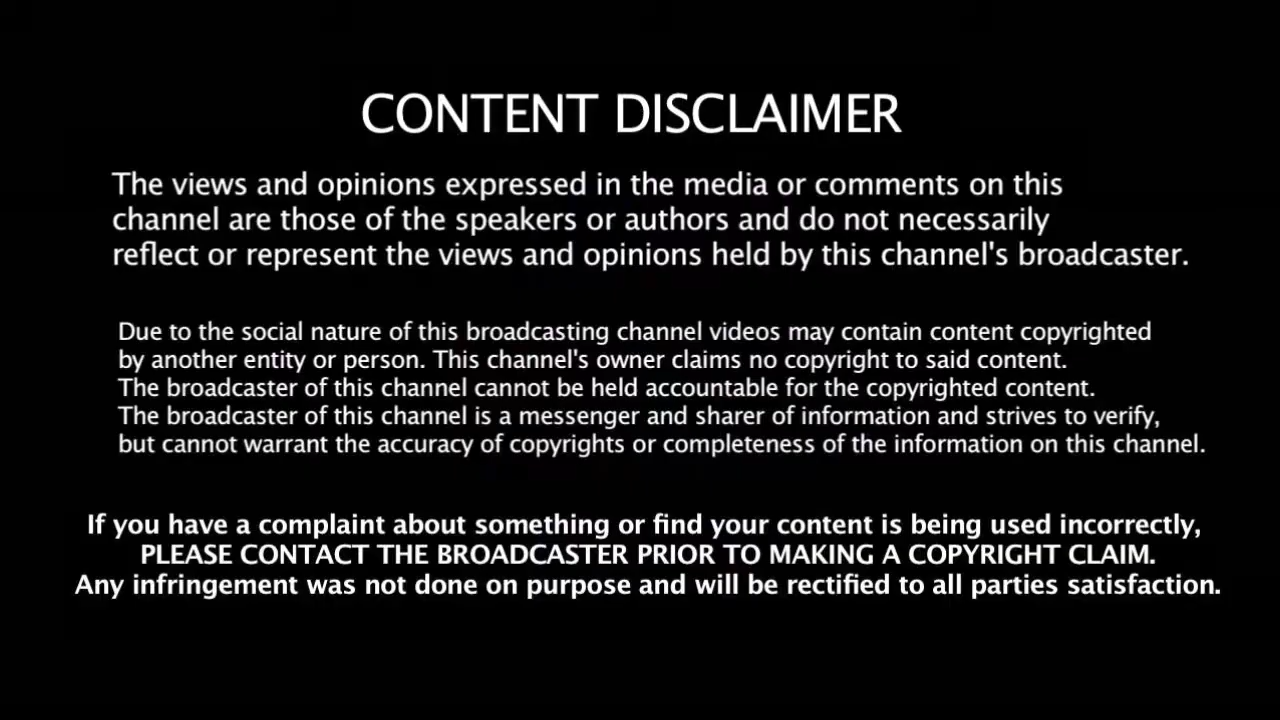 CONTENT DISCLAIMER
The views and opinions expressed in the media or comments on this
channel are those of the speakers or authors and do not necessarily
reflect or represent the views and opinions held by this channel's broadcaster.
Due to the social nature of this broadcasting channel videos may contain content copyrighted
by another entity or person. This channel's owner claims no copyright to said content.
The broadcaster of this channel cannot be held accountable for the copyrighted content.
The broadcaster of this channel is a messenger and sharer of information and strives to verify,
but cannot warrant the accuracy of copyrights or completeness of the information on this channel.
If you have a complaint about something or find your content is being used incorrectly,
PLEASE CONTACT THE BROADCASTER PRIOR TO MAKING A COPYRIGHT CLAIM.
Any infringement was not done on purpose and will be rectified to all parties satisfaction.